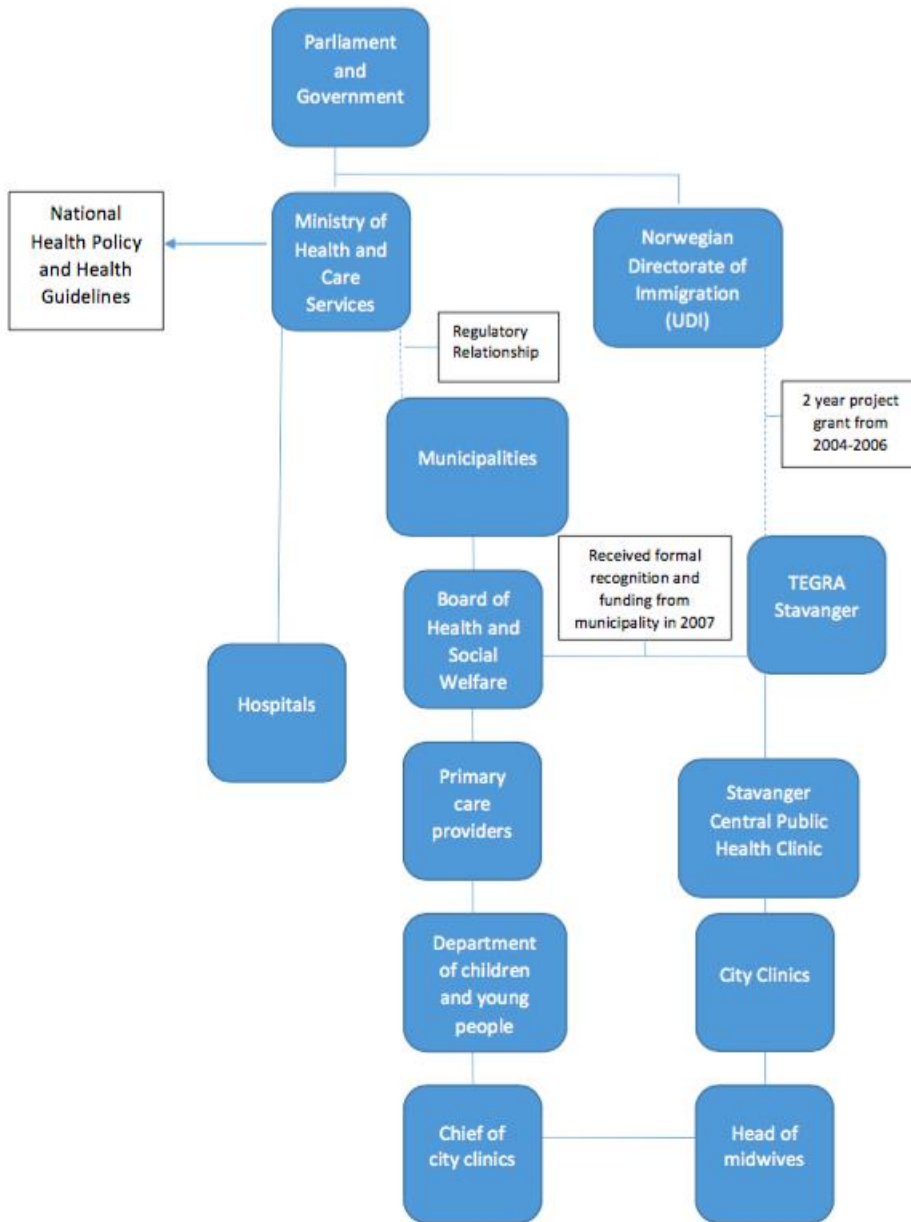 Parliament
and
Government
National
Health Policy
and Health
Guidelines
Ministry of
Health and
Care
Services
Norwegian
Directorate of
Immigration
(UDI)
Regulatory
Relationship
2 year project
grant from
2004-2006
Municipalities
Received formal
recognition and
funding from
municipality in 2007
TEGRA
Stavanger
Board of
Health and
Social
Welfare
Hospitals
Primary
care
providers
Stavanger
Central Public
Health Clinic
Department
of children
and young
people
City Clinics
Chief of
city clinics
Head of
midwives